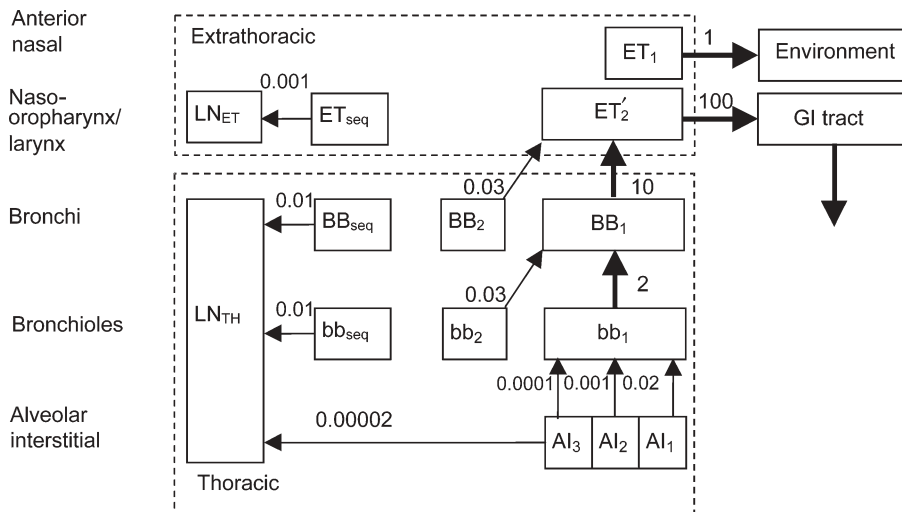 Anterior
nasal
Extrathoracic
ET1
1
Environment
Naso-
oropharynx/
larynx
LNET
0.001
ETseq
ET′2
100
GI tract
Bronchi
0.01
BBseq
0.03
BB2
10
BB1
Bronchioles
LNTH
0.01
bbseq
0.03
bb2
2
bb1
0.0001
0.001
0.02
Alveolar
interstitial
0.00002
AI3
AI2
AI1
Thoracic